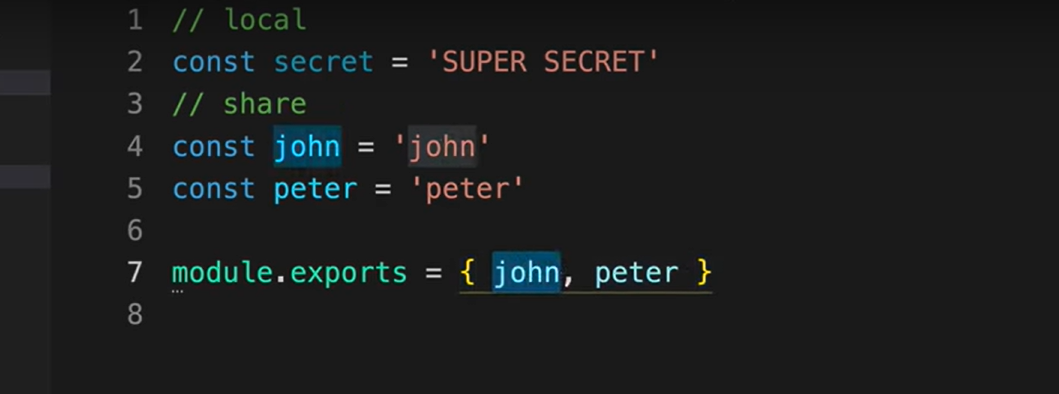 1 // local
2 const secret = 'SUPER SECRET'
3 // share
4 const john = 'john'
5 const peter = 'peter'
6
7 module.exports = { john, peter }
8